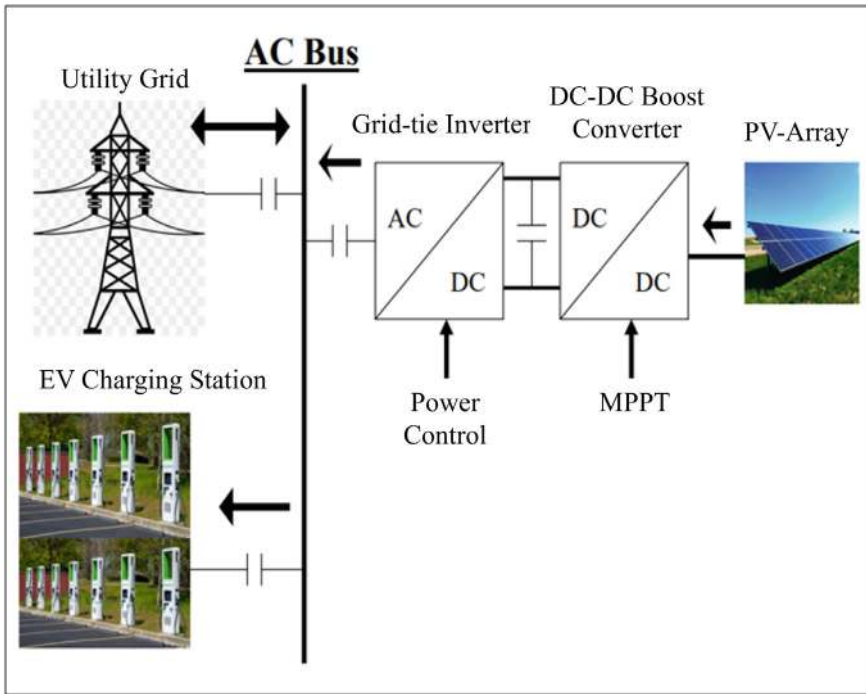 AC Bus
Utility Grid
Grid-tie Inverter
DC-DC Boost
Converter
PV-Array
AC
DC
DC
DC
EV Charging Station
Power
Control
MPPT